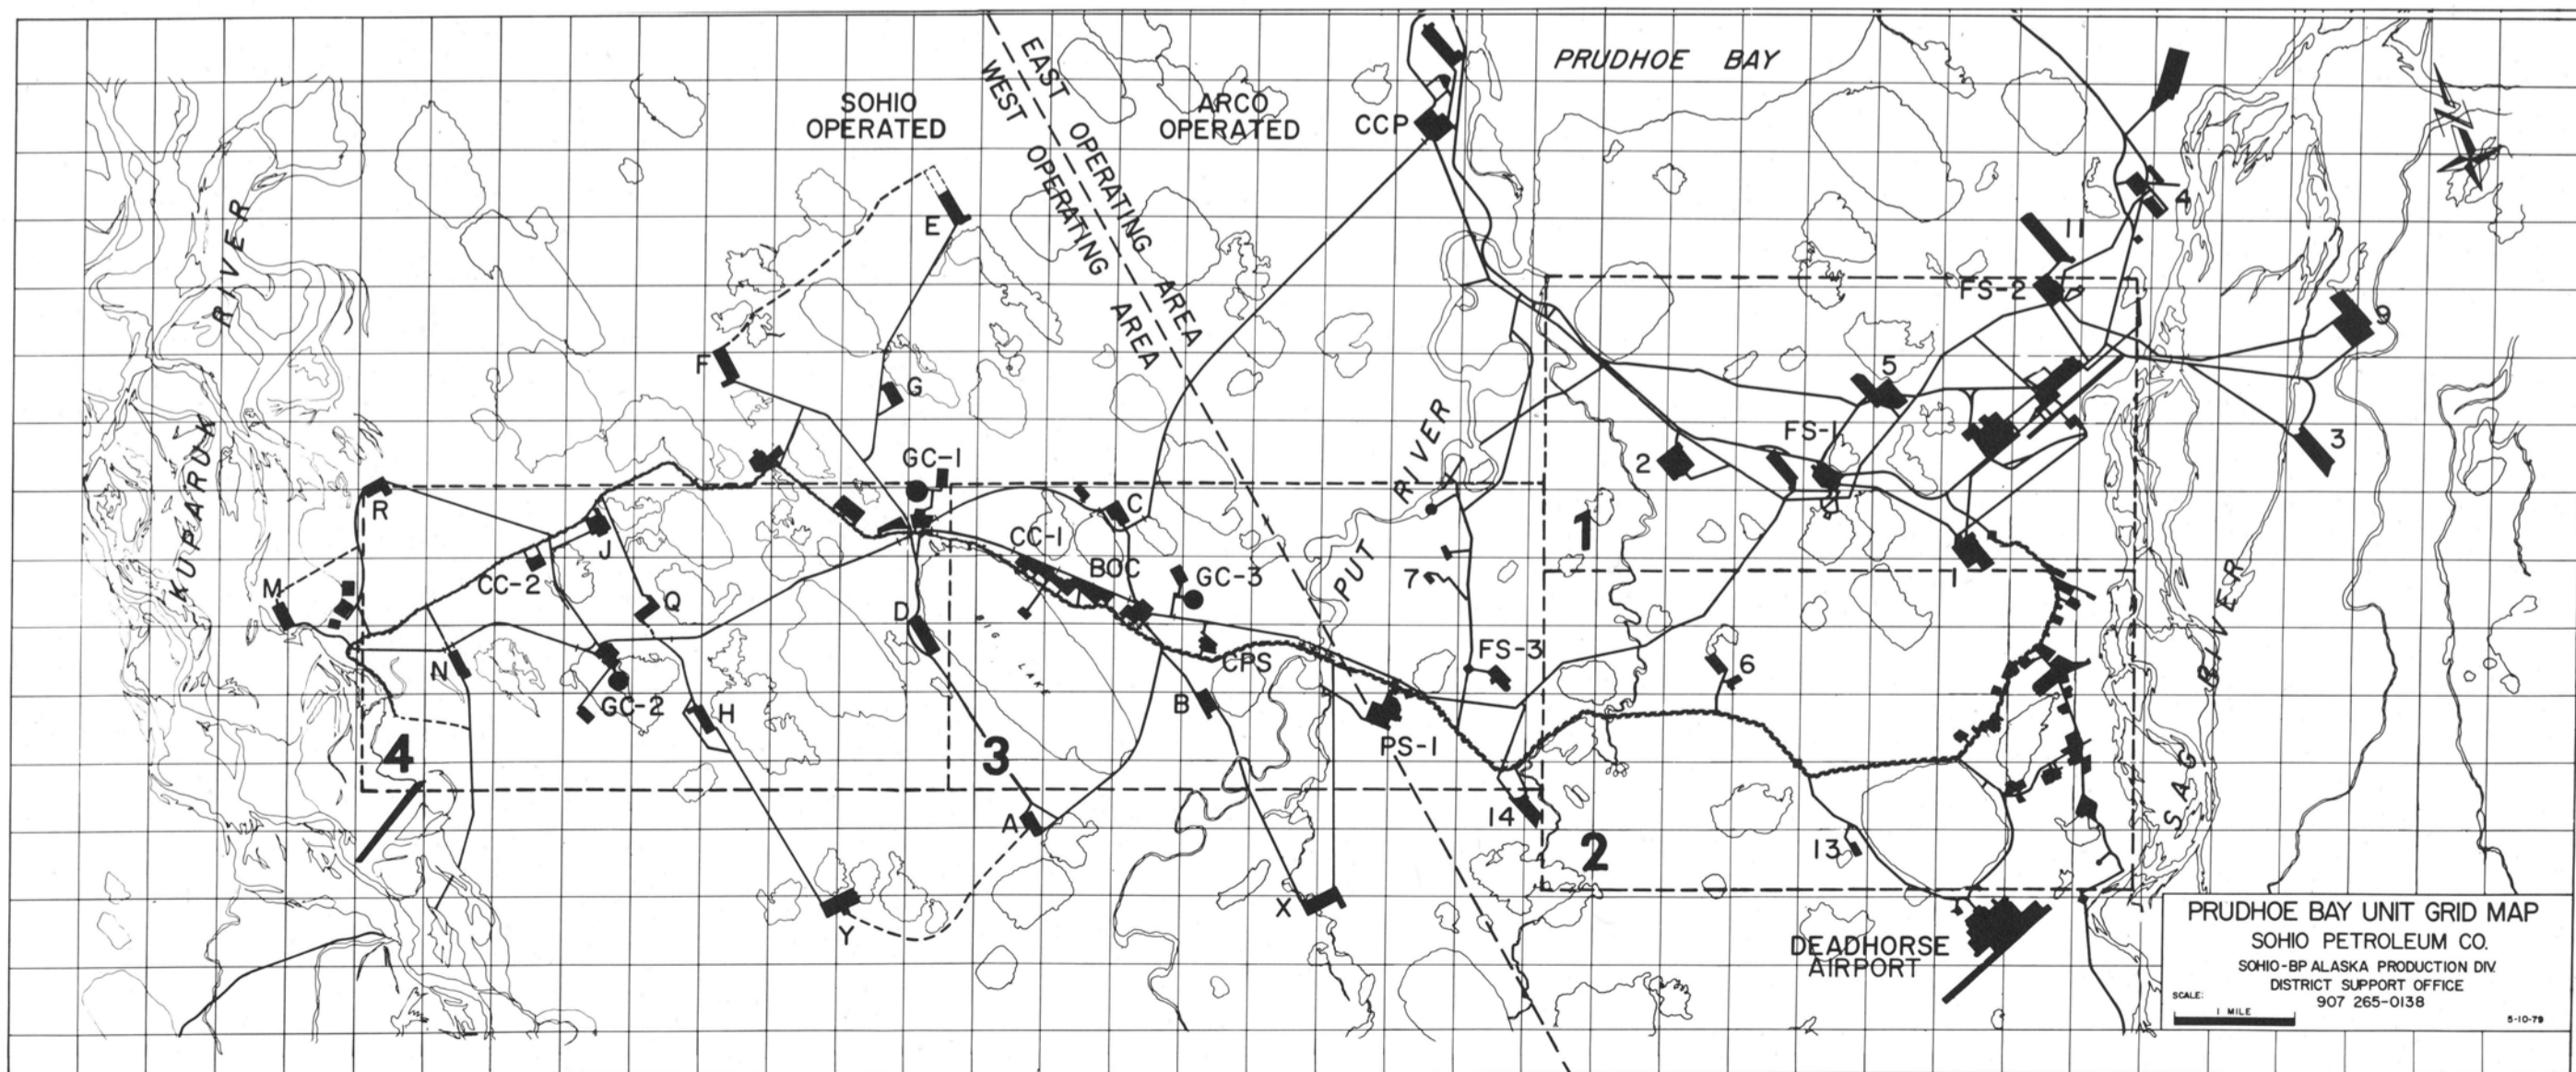 PRUDHOE BAY
EAST OPERATING AREA
WEST OPERATING AREA
SOHIO
OPERATED
ARCO
OPERATED
CCP
4
E
11
RIVER
FS-2
9
F
G
5
3
KUPARUK
PUT RIVER
FS-1
2
GC-1
R
C
J
CC-1
1
CC-2
BOC
GC-3
7
1
M
Q
D
BIG LAKE
N
CPS
FS-3
6
SAG RIVER
GC-2
H
B
PS-1
4
3
14
A
13
2
Y
X
DEADHORSE
AIRPORT
PRUDHOE BAY UNIT GRID MAP
SOHIO PETROLEUM CO.
SOHIO-BP ALASKA PRODUCTION DIV.
DISTRICT SUPPORT OFFICE
907 265-0138
SCALE:
1 MILE
5-10-79